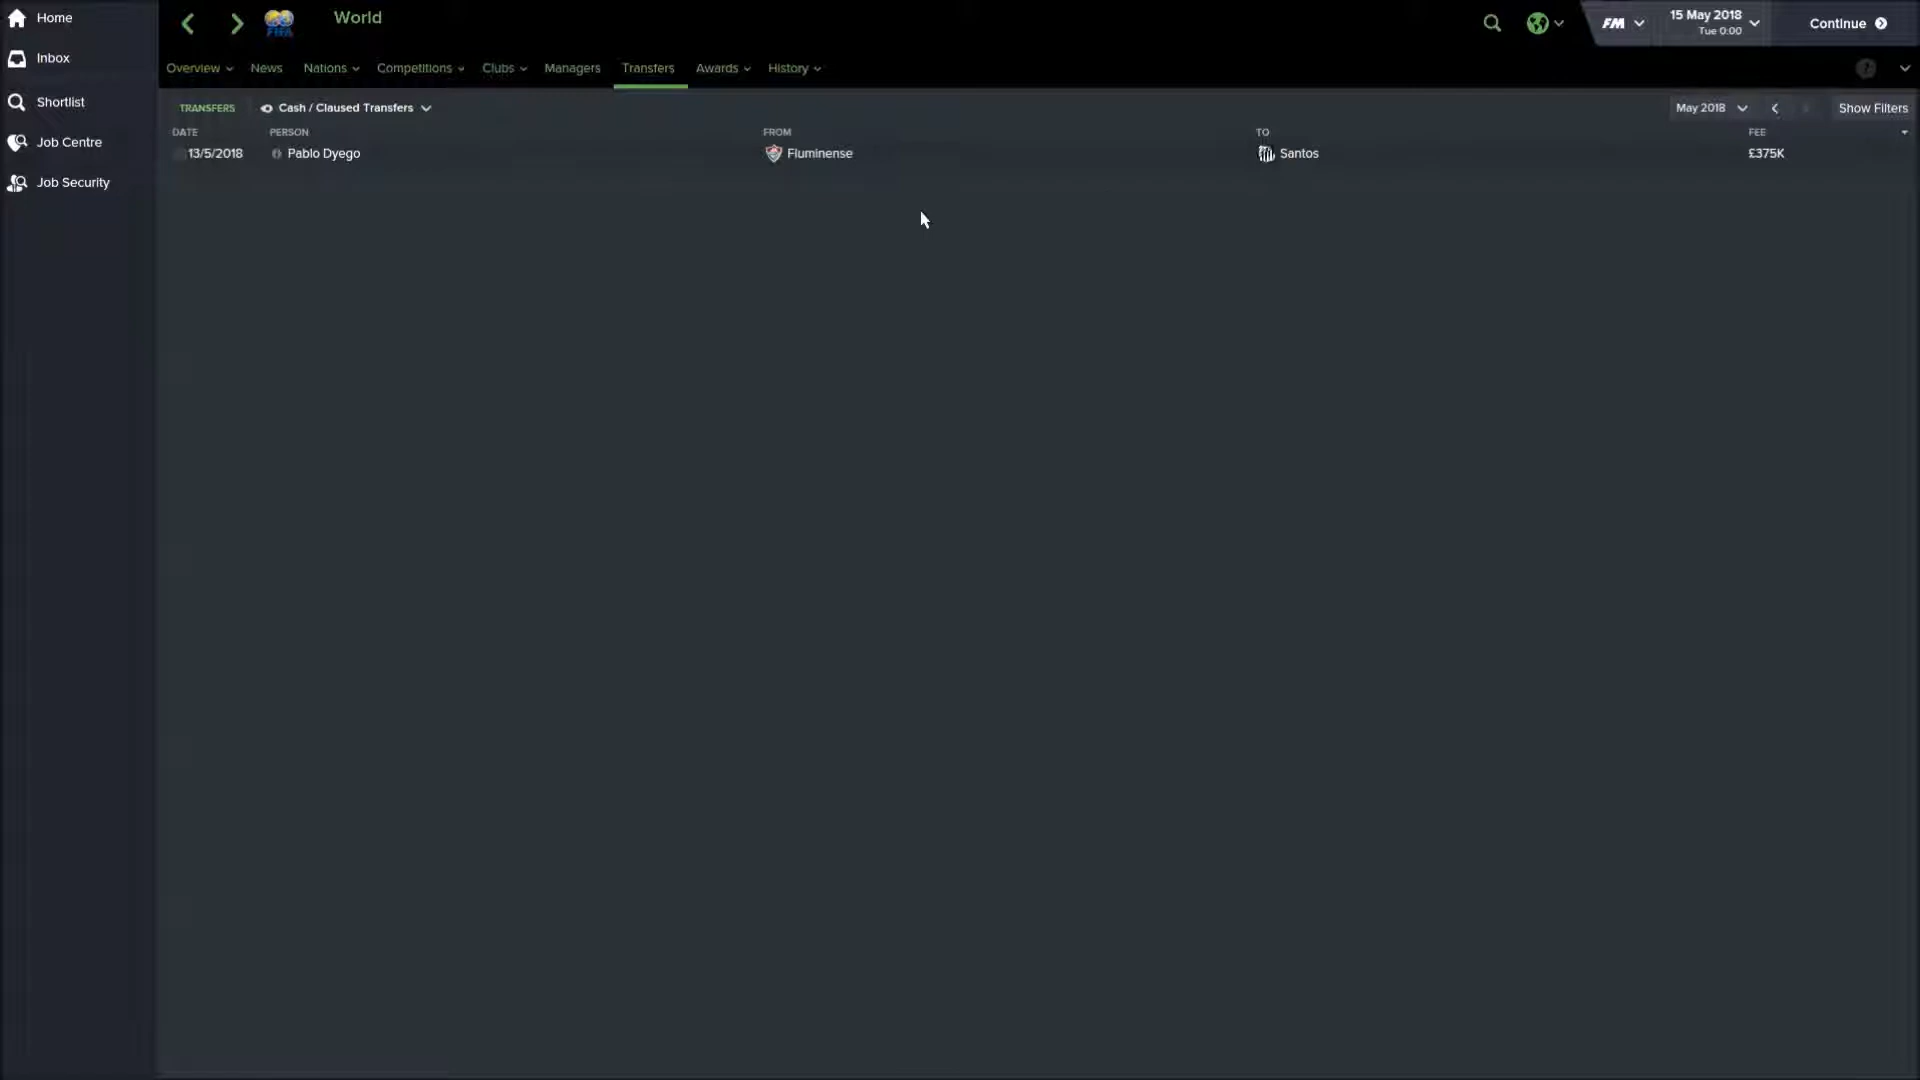 Home
Inbox
Shortlist
Job Centre
Job Security
World
FM
15 May 2018
Tue 0:00
Continue
Overview
News
Nations
Competitions
Clubs
Managers
Transfers
Awards
History
TRANSFERS
Cash / Claused Transfers
May 2018
Show Filters
DATE PERSON FROM TO FEE
13/5/2018 Pablo Dyego Fluminense Santos £375K